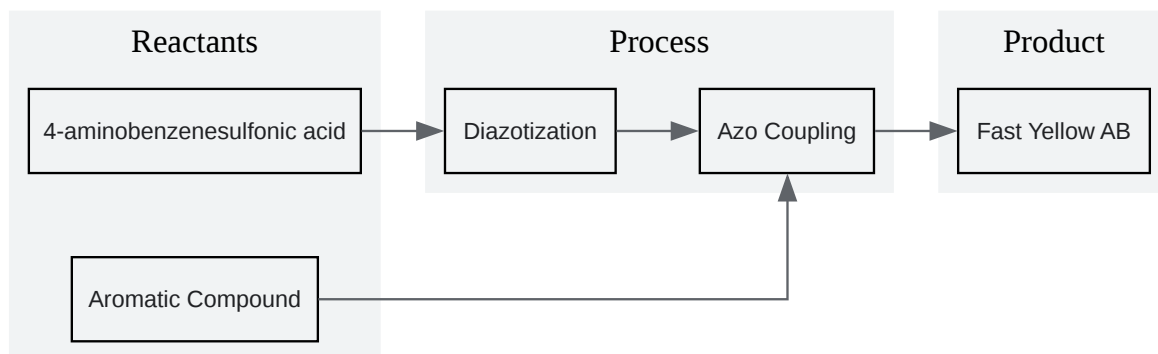 Reactants
Process
Product
4-aminobenzenesulfonic acid
Diazotization
Azo Coupling
Fast Yellow AB
Aromatic Compound